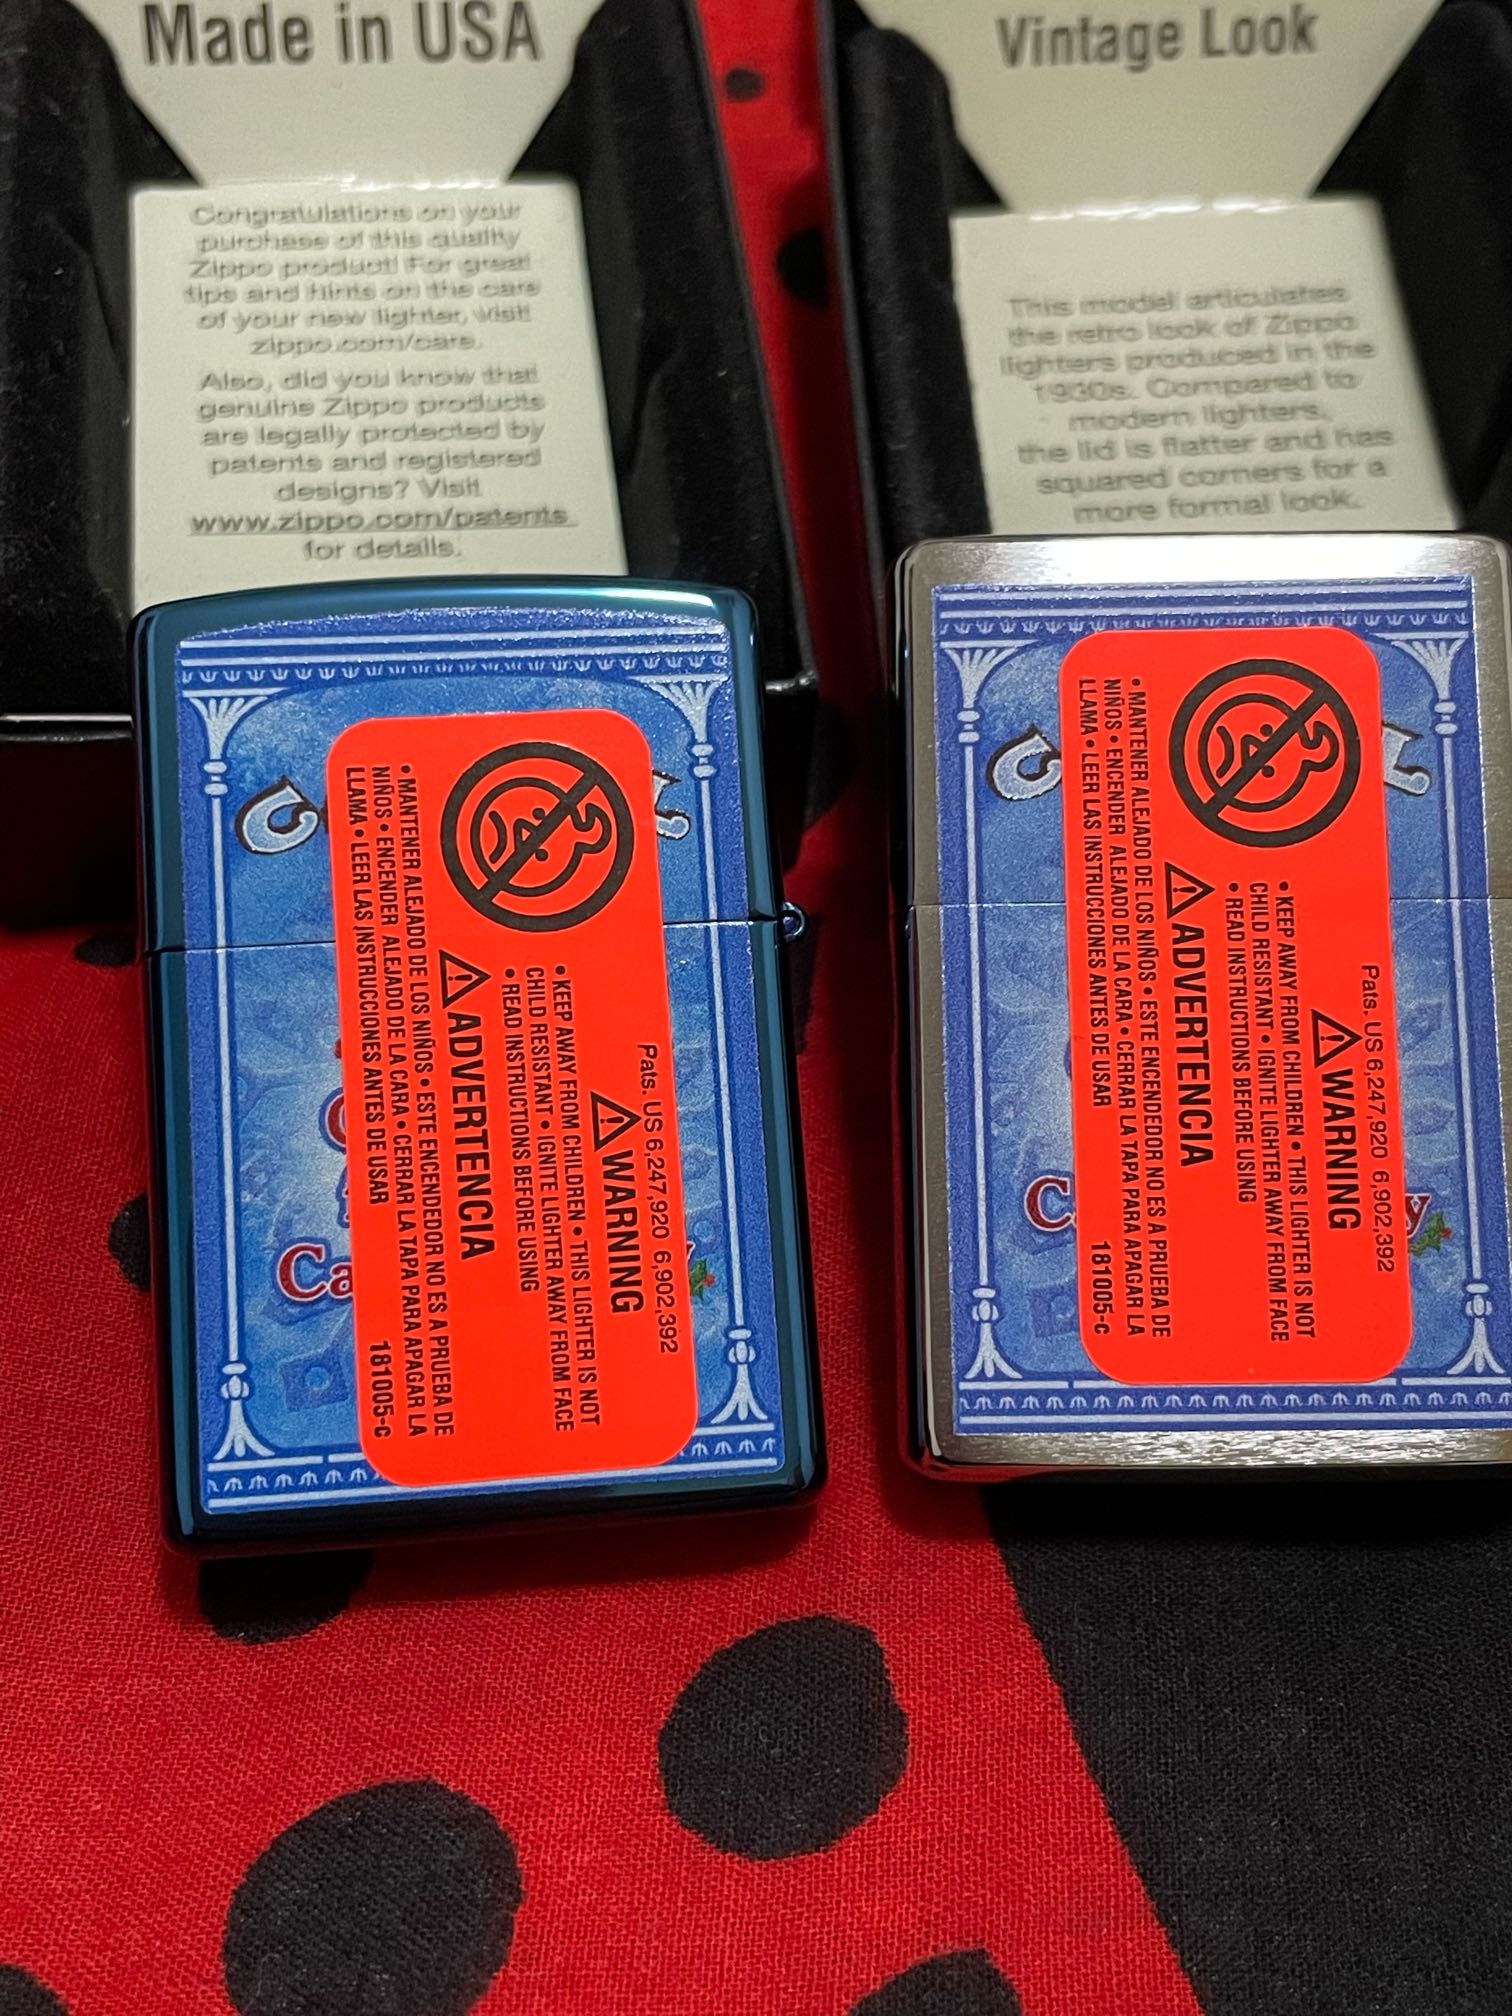 Made in USA
Congratulations on your
purchase of this quality
Zippo product! For great
tips and hints on the care
of your new lighter, visit
zippo.com/care.
Also, did you know that
genuine Zippo products
are legally protected by
patents and registered
designs? Visit
www.zippo.com/patents
for details.
Vintage Look
This model articulates
the retro look of Zippo
lighters produced in the
1930s. Compared to
modern lighters,
the lid is flatter and has
squared corners for a
more formal look.
Pats. US 6,247,920 6,902,392
⚠WARNING
•KEEP AWAY FROM CHILDREN • THIS LIGHTER IS NOT
CHILD RESISTANT • IGNITE LIGHTER AWAY FROM FACE
• READ INSTRUCTIONS BEFORE USING
⚠ADVERTENCIA
•MANTENER ALEJADO DE LOS NIÑOS • ESTE ENCENDEDOR NO ES A PRUEBA DE
NIÑOS • ENCENDER ALEJADO DE LA CARA • CERRAR LA TAPA PARA APAGAR LA
LLAMA • LEER LAS INSTRUCCIONES ANTES DE USAR
181005-c
Pats. US 6,247,920 6,902,392
⚠WARNING
•KEEP AWAY FROM CHILDREN • THIS LIGHTER IS NOT
CHILD RESISTANT • IGNITE LIGHTER AWAY FROM FACE
• READ INSTRUCTIONS BEFORE USING
⚠ADVERTENCIA
•MANTENER ALEJADO DE LOS NIÑOS • ESTE ENCENDEDOR NO ES A PRUEBA DE
NIÑOS • ENCENDER ALEJADO DE LA CARA • CERRAR LA TAPA PARA APAGAR LA
LLAMA • LEER LAS INSTRUCCIONES ANTES DE USAR
181005-c